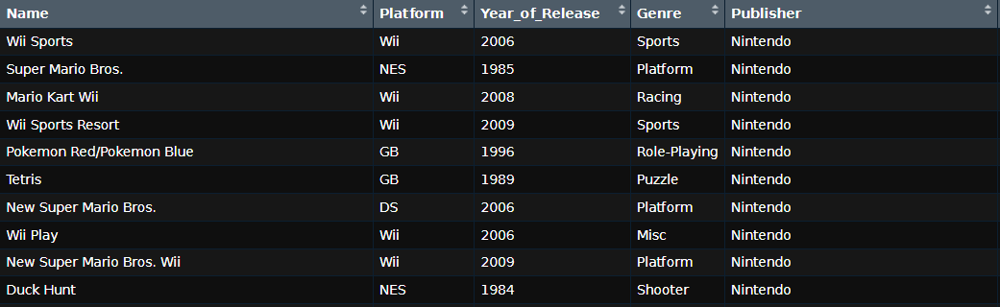 Name Platform Year_of_Release Genre Publisher
Wii Sports Wii 2006 Sports Nintendo
Super Mario Bros. NES 1985 Platform Nintendo
Mario Kart Wii Wii 2008 Racing Nintendo
Wii Sports Resort Wii 2009 Sports Nintendo
Pokemon Red/Pokemon Blue GB 1996 Role-Playing Nintendo
Tetris GB 1989 Puzzle Nintendo
New Super Mario Bros. DS 2006 Platform Nintendo
Wii Play Wii 2006 Misc Nintendo
New Super Mario Bros. Wii Wii 2009 Platform Nintendo
Duck Hunt NES 1984 Shooter Nintendo